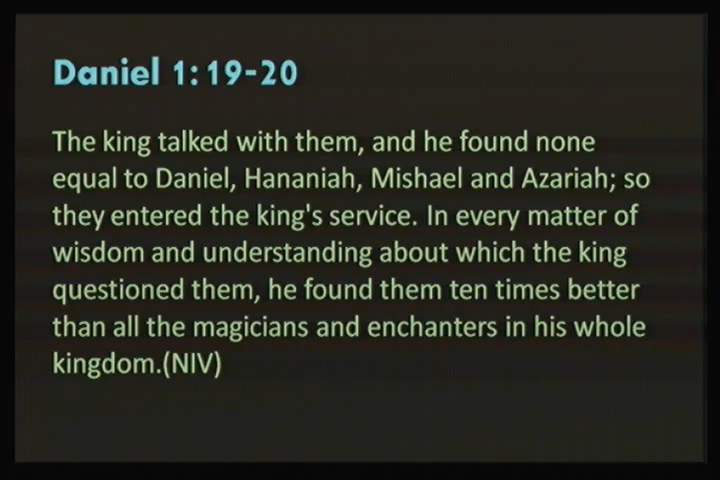 Daniel 1:19-20
The king talked with them, and he found none
equal to Daniel, Hananiah, Mishael and Azariah; so
they entered the king's service. In every matter of
wisdom and understanding about which the king
questioned them, he found them ten times better
than all the magicians and enchanters in his whole
kingdom.(NIV)